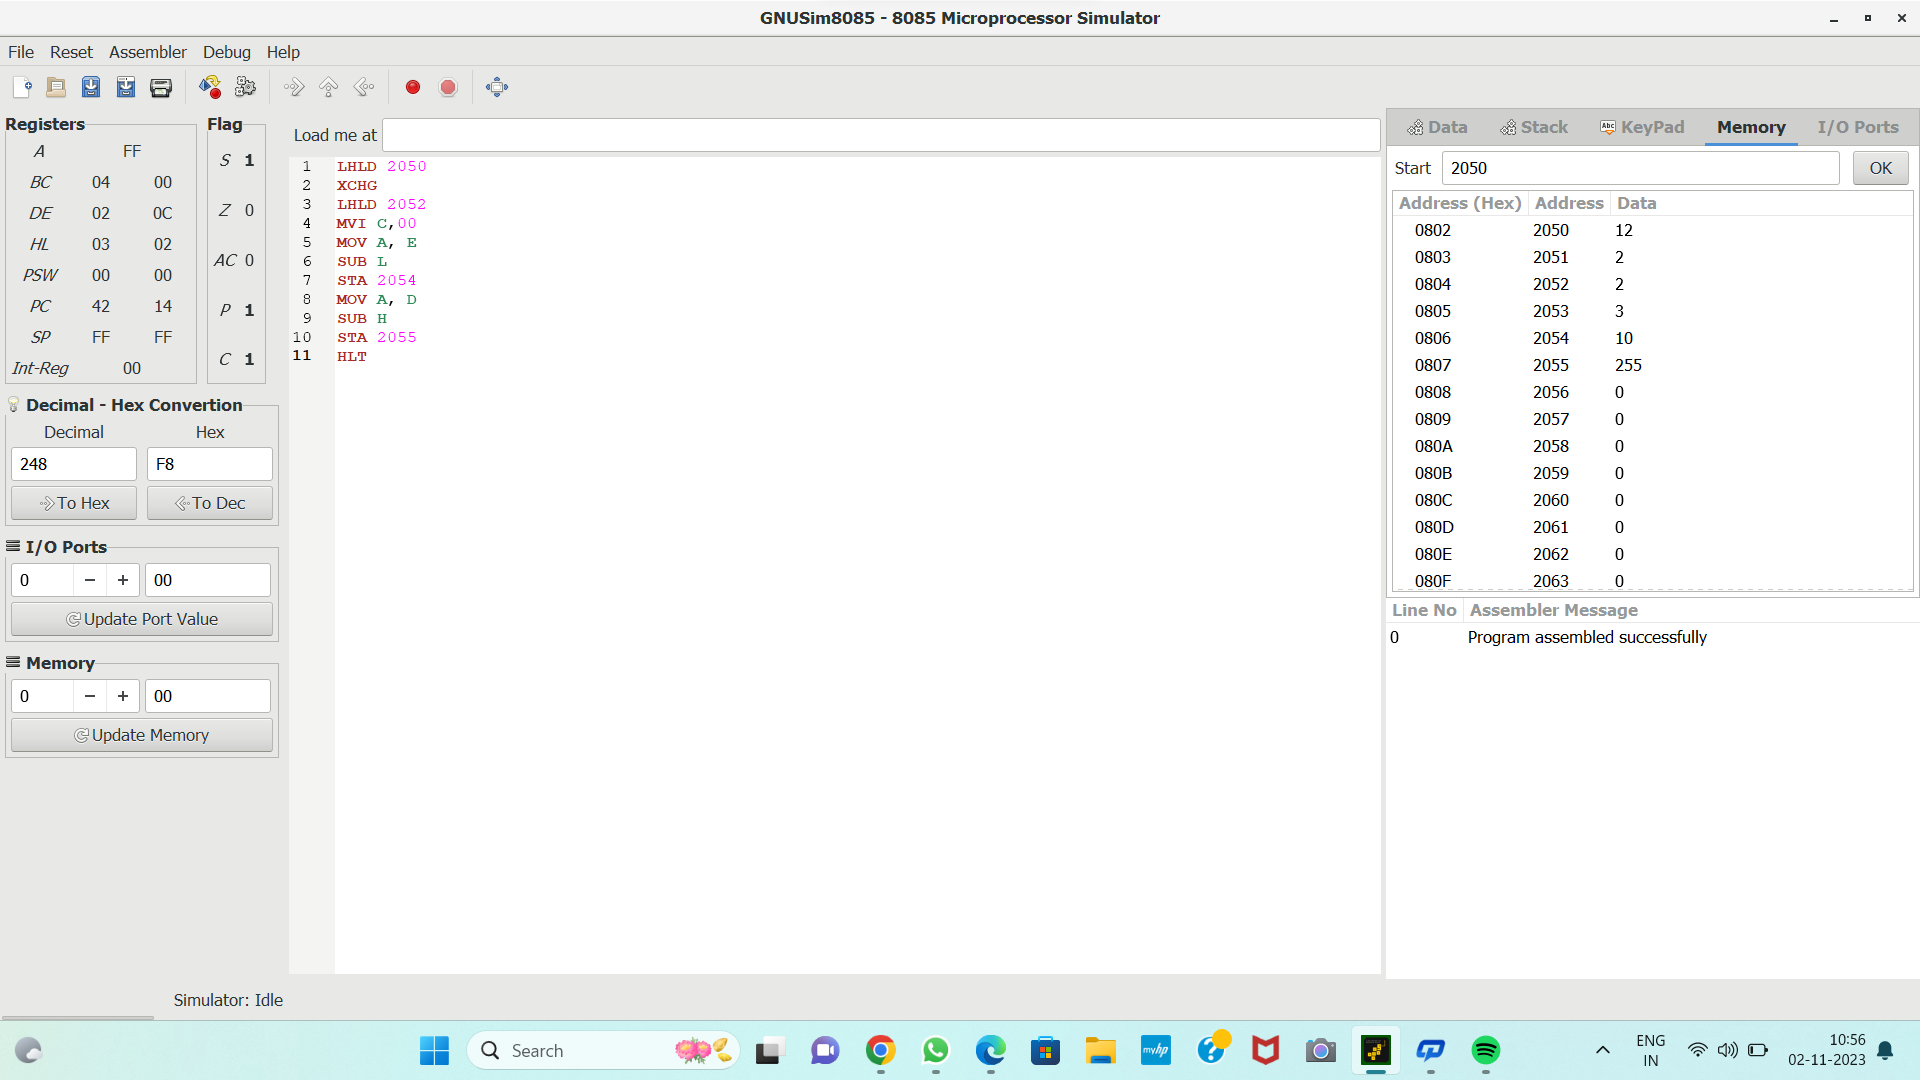 GNUSim8085 - 8085 Microprocessor Simulator
File Reset Assembler Debug Help
Registers
A FF
BC 04 00
DE 02 0C
HL 03 02
PSW 00 00
PC 42 14
SP FF FF
Int-Reg 00
Flag
S 1
Z 0
AC 0
P 1
C 1
Decimal - Hex Convertion
Decimal Hex
248 F8
To Hex To Dec
I/O Ports
0 − + 00
Update Port Value
Memory
0 − + 00
Update Memory
Load me at
1 LHLD 2050
2 XCHG
3 LHLD 2052
4 MVI C,00
5 MOV A, E
6 SUB L
7 STA 2054
8 MOV A, D
9 SUB H
10 STA 2055
11 HLT
Data Stack Abc KeyPad Memory I/O Ports
Start 2050 OK
Address (Hex) Address Data
0802 2050 12
0803 2051 2
0804 2052 2
0805 2053 3
0806 2054 10
0807 2055 255
0808 2056 0
0809 2057 0
080A 2058 0
080B 2059 0
080C 2060 0
080D 2061 0
080E 2062 0
080F 2063 0
Line No Assembler Message
0 Program assembled successfully
Simulator: Idle
Search
myhp
ENG
IN
10:56
02-11-2023